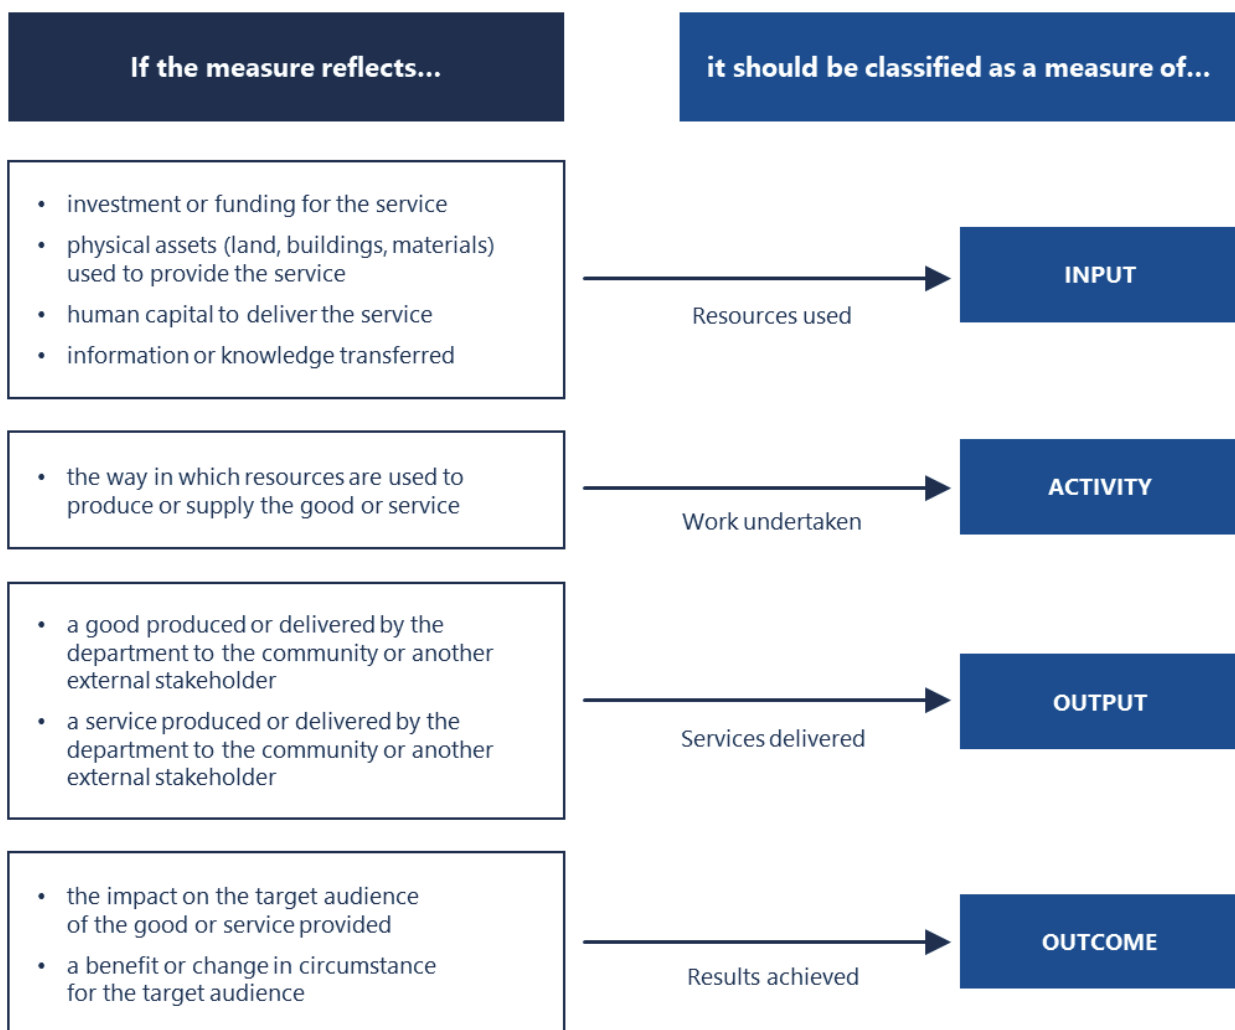 If the measure reflects...
it should be classified as a measure of...
• investment or funding for the service
• physical assets (land, buildings, materials)
used to provide the service
• human capital to deliver the service
• information or knowledge transferred
Resources used
INPUT
• the way in which resources are used to
produce or supply the good or service
Work undertaken
ACTIVITY
• a good produced or delivered by the
department to the community or another
external stakeholder
• a service produced or delivered by the
department to the community or another
external stakeholder
Services delivered
OUTPUT
• the impact on the target audience
of the good or service provided
• a benefit or change in circumstance
for the target audience
Results achieved
OUTCOME